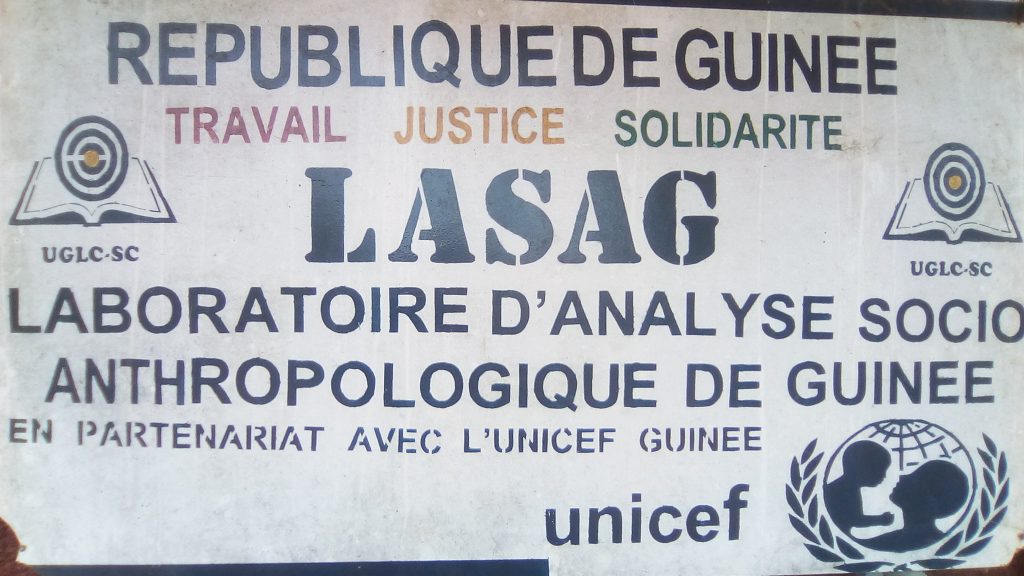 REPUBLIQUE DE GUINEE
TRAVAIL JUSTICE SOLIDARITE
LASAG
UGLC-SC
UGLC-SC
LABORATOIRE D'ANALYSE SOCIO
ANTHROPOLOGIQUE DE GUINEE
EN PARTENARIAT AVEC L'UNICEF GUINEE
unicef